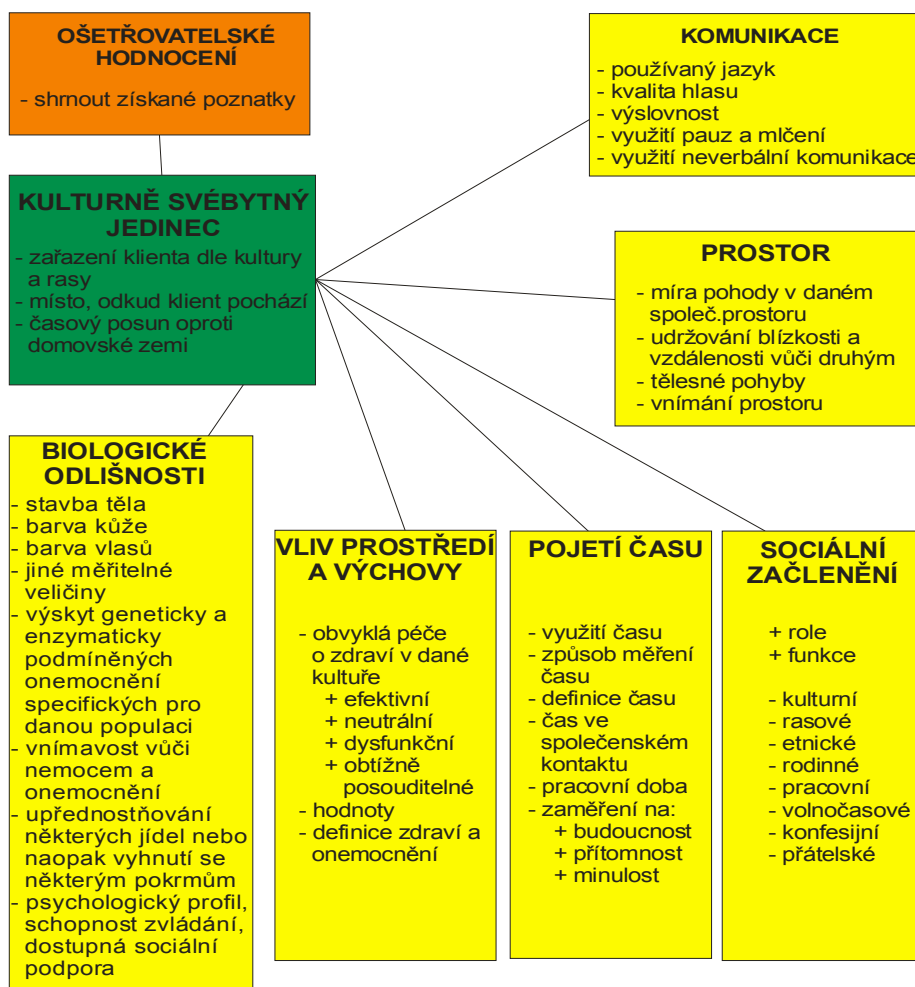 OŠETŘOVATELSKÉ
HODNOCENÍ
- shrnout získané poznatky
KOMUNIKACE
- používaný jazyk
- kvalita hlasu
- výslovnost
- využití pauz a mlčení
- využití neverbální komunikace
KULTURNĚ SVÉBYTNÝ
JEDINEC
- zařazení klienta dle kultury
a rasy
- místo, odkud klient pochází
- časový posun oproti
domovské zemi
PROSTOR
- míra pohody v daném
společ.prostoru
- udržování blízkosti a
vzdálenosti vůči druhým
- tělesné pohyby
- vnímání prostoru
BIOLOGICKÉ
ODLIŠNOSTI
- stavba těla
- barva kůže
- barva vlasů
- jiné měřitelné
veličiny
- výskyt geneticky a
enzymaticky
podmíněných
onemocnění
specifických pro
danou populaci
- vnímavost vůči
nemocem a
onemocnění
- upřednostňování
některých jídel nebo
naopak vyhnutí se
některým pokrmům
- psychologický profil,
schopnost zvládání,
dostupná sociální
podpora
VLIV PROSTŘEDÍ
A VÝCHOVY
- obvyklá péče
o zdraví v dané
kultuře
+ efektivní
+ neutrální
+ dysfunkční
+ obtížně
posouditelné
- hodnoty
- definice zdraví a
onemocnění
POJETÍ ČASU
- využití času
- způsob měření
času
- definice času
- čas ve
společenském
kontaktu
- pracovní doba
- zaměření na:
+ budoucnost
+ přítomnost
+ minulost
SOCIÁLNÍ
ZAČLENĚNÍ
+ role
+ funkce
- kulturní
- rasové
- etnické
- rodinné
- pracovní
- volnočasové
- konfesijní
- přátelské